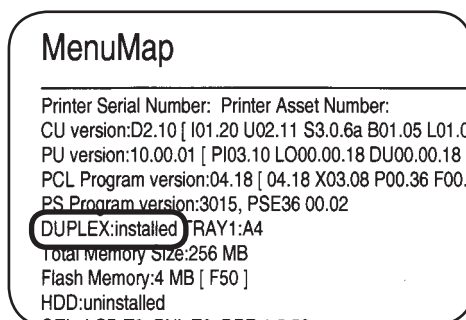 MenuMap
Printer Serial Number: Printer Asset Number:
CU version:D2.10 [ I01.20 U02.11 S3.0.6a B01.05 L01.0
PU version:10.00.01 [ PI03.10 LO00.00.18 DU00.00.18
PCL Program version:04.18 [ 04.18 X03.08 P00.36 F00.
PS Program version:3015, PSE36 00.02
DUPLEX:installed TRAY1:A4
Total Memory Size:256 MB
Flash Memory:4 MB [ F50 ]
HDD:uninstalled